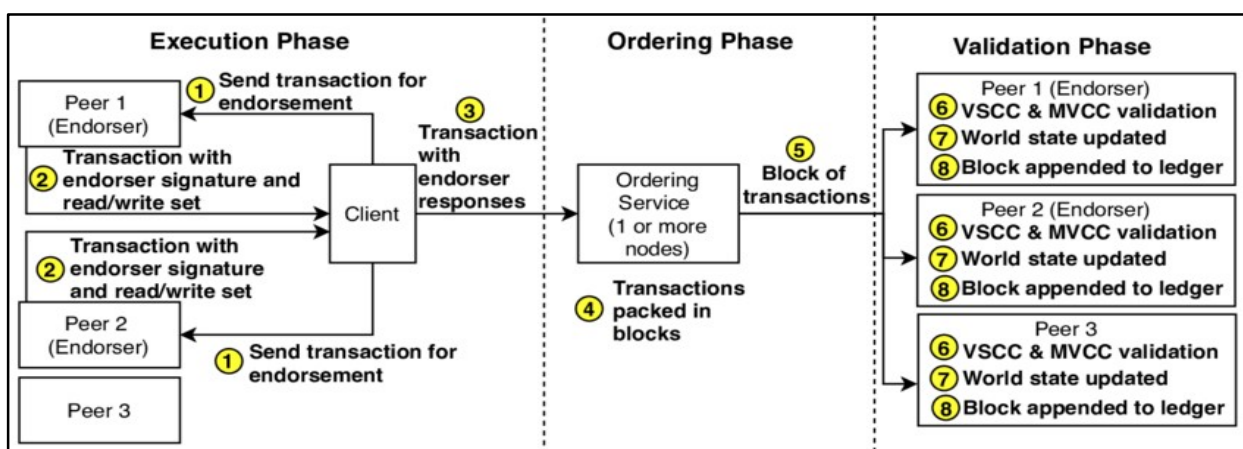 Execution Phase
1 Send transaction for
endorsement
Peer 1
(Endorser)
2 Transaction with
endorser signature and
read/write set
Client
2 Transaction with
endorser signature
and read/write set
Peer 2
(Endorser)
1 Send transaction for
endorsement
Peer 3
3
Transaction
with
endorser
responses
Ordering Phase
Ordering
Service
(1 or more
nodes)
4 Transactions
packed in
blocks
5
Block of
transactions
Validation Phase
Peer 1 (Endorser)
6 VSCC & MVCC validation
7 World state updated
8 Block appended to ledger
Peer 2 (Endorser)
6 VSCC & MVCC validation
7 World state updated
8 Block appended to ledger
Peer 3
6 VSCC & MVCC validation
7 World state updated
8 Block appended to ledger